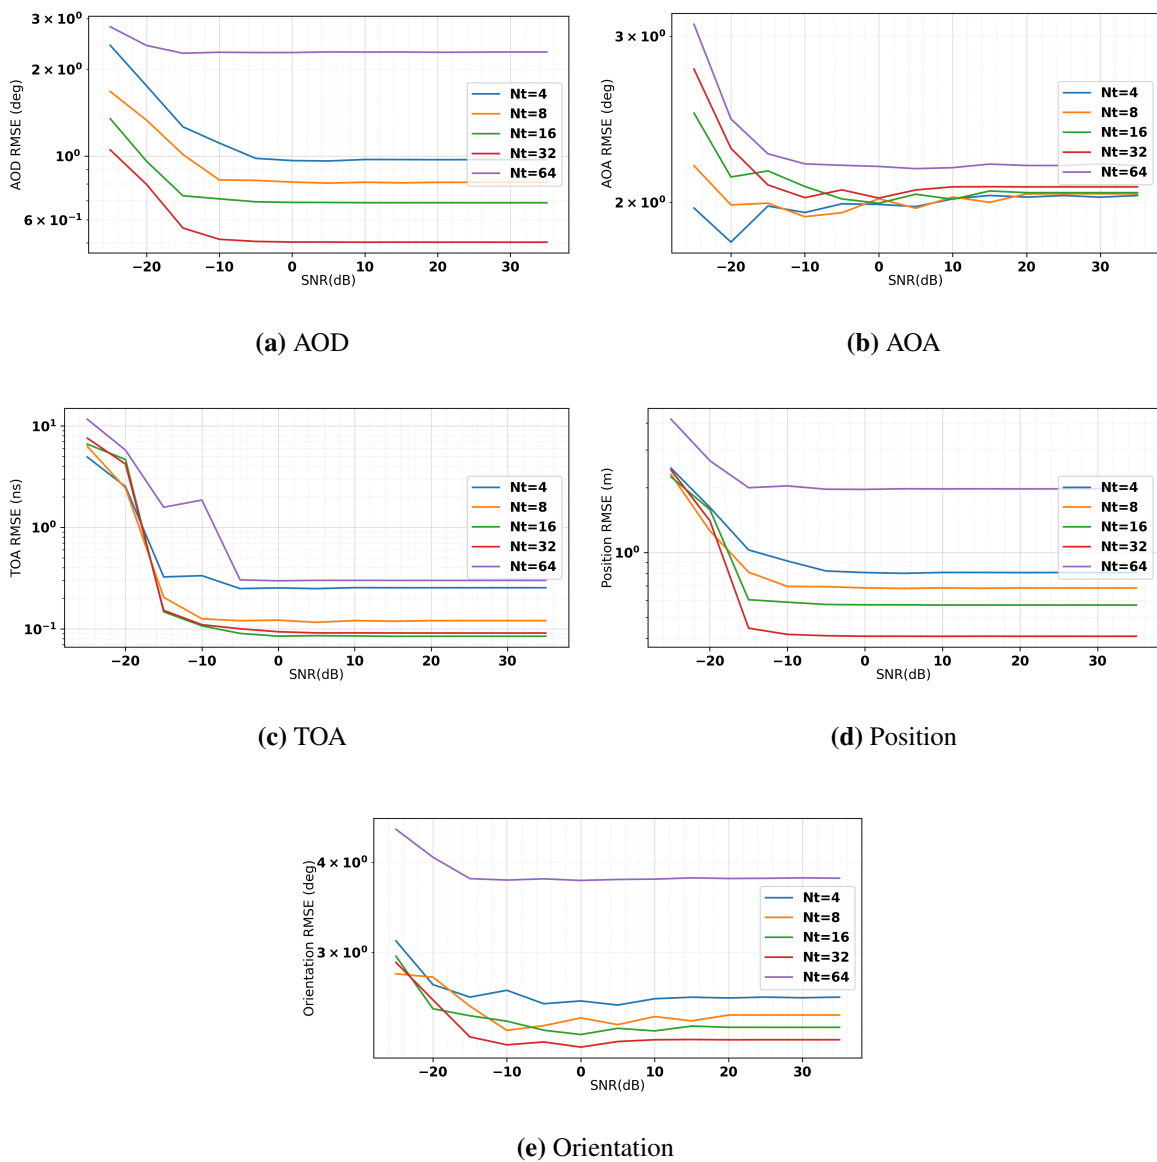 3 × 10⁰
2 × 10⁰
10⁰
6 × 10⁻¹
AOD RMSE (deg)
Nt=4
Nt=8
Nt=16
Nt=32
Nt=64
−20 −10 0 10 20 30
SNR(dB)
(a) AOD
3 × 10⁰
2 × 10⁰
AOA RMSE (deg)
Nt=4
Nt=8
Nt=16
Nt=32
Nt=64
−20 −10 0 10 20 30
SNR(dB)
(b) AOA
10¹
10⁰
10⁻¹
TOA RMSE (ns)
Nt=4
Nt=8
Nt=16
Nt=32
Nt=64
−20 −10 0 10 20 30
SNR(dB)
(c) TOA
10⁰
Position RMSE (m)
Nt=4
Nt=8
Nt=16
Nt=32
Nt=64
−20 −10 0 10 20 30
SNR(dB)
(d) Position
4 × 10⁰
3 × 10⁰
Orientation RMSE (deg)
Nt=4
Nt=8
Nt=16
Nt=32
Nt=64
−20 −10 0 10 20 30
SNR(dB)
(e) Orientation